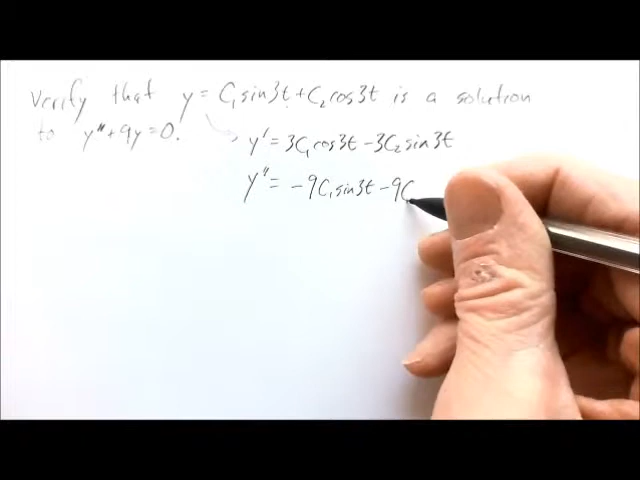 Verify that y = C₁sin3t + C₂cos3t is a solution
to y"+9y=0.
y' = 3C₁cos3t - 3C₂sin3t
y" = -9C₁sin3t - 9C